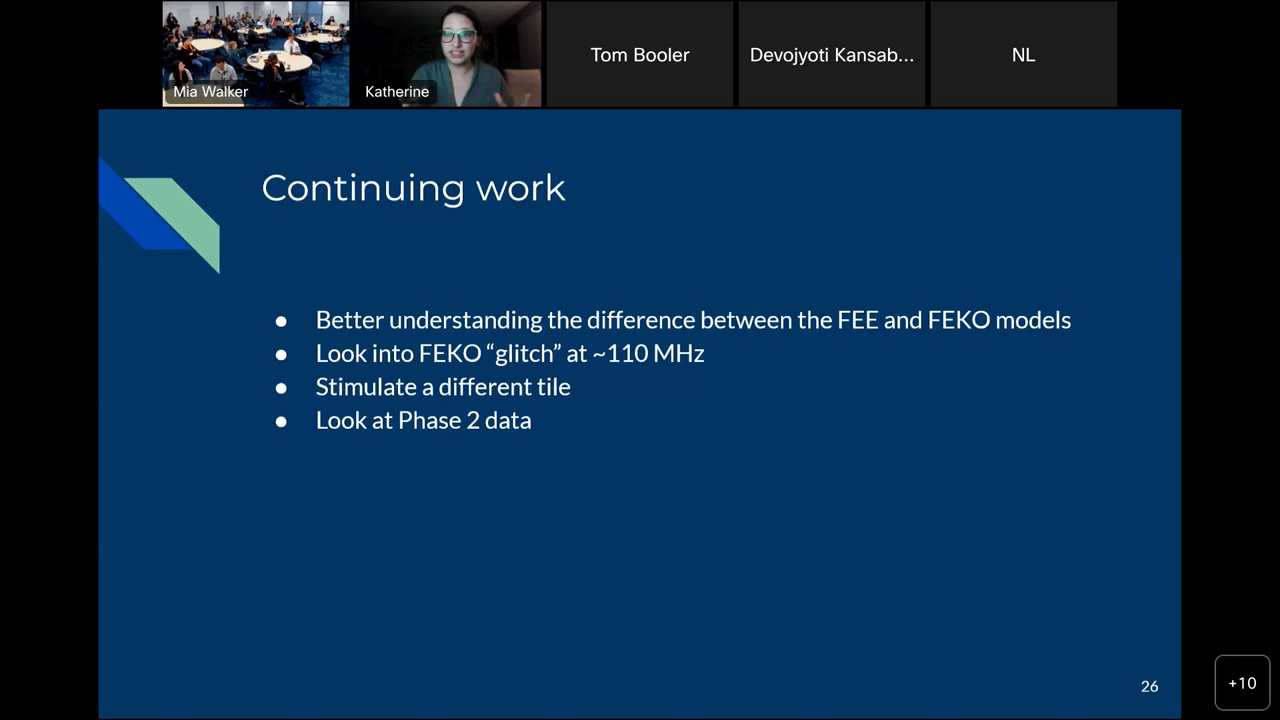 Mia Walker
Katherine
Tom Booler
Devojyoti Kansab...
NL
Continuing work
● Better understanding the difference between the FEE and FEKO models
● Look into FEKO “glitch” at ~110 MHz
● Stimulate a different tile
● Look at Phase 2 data
26
+10